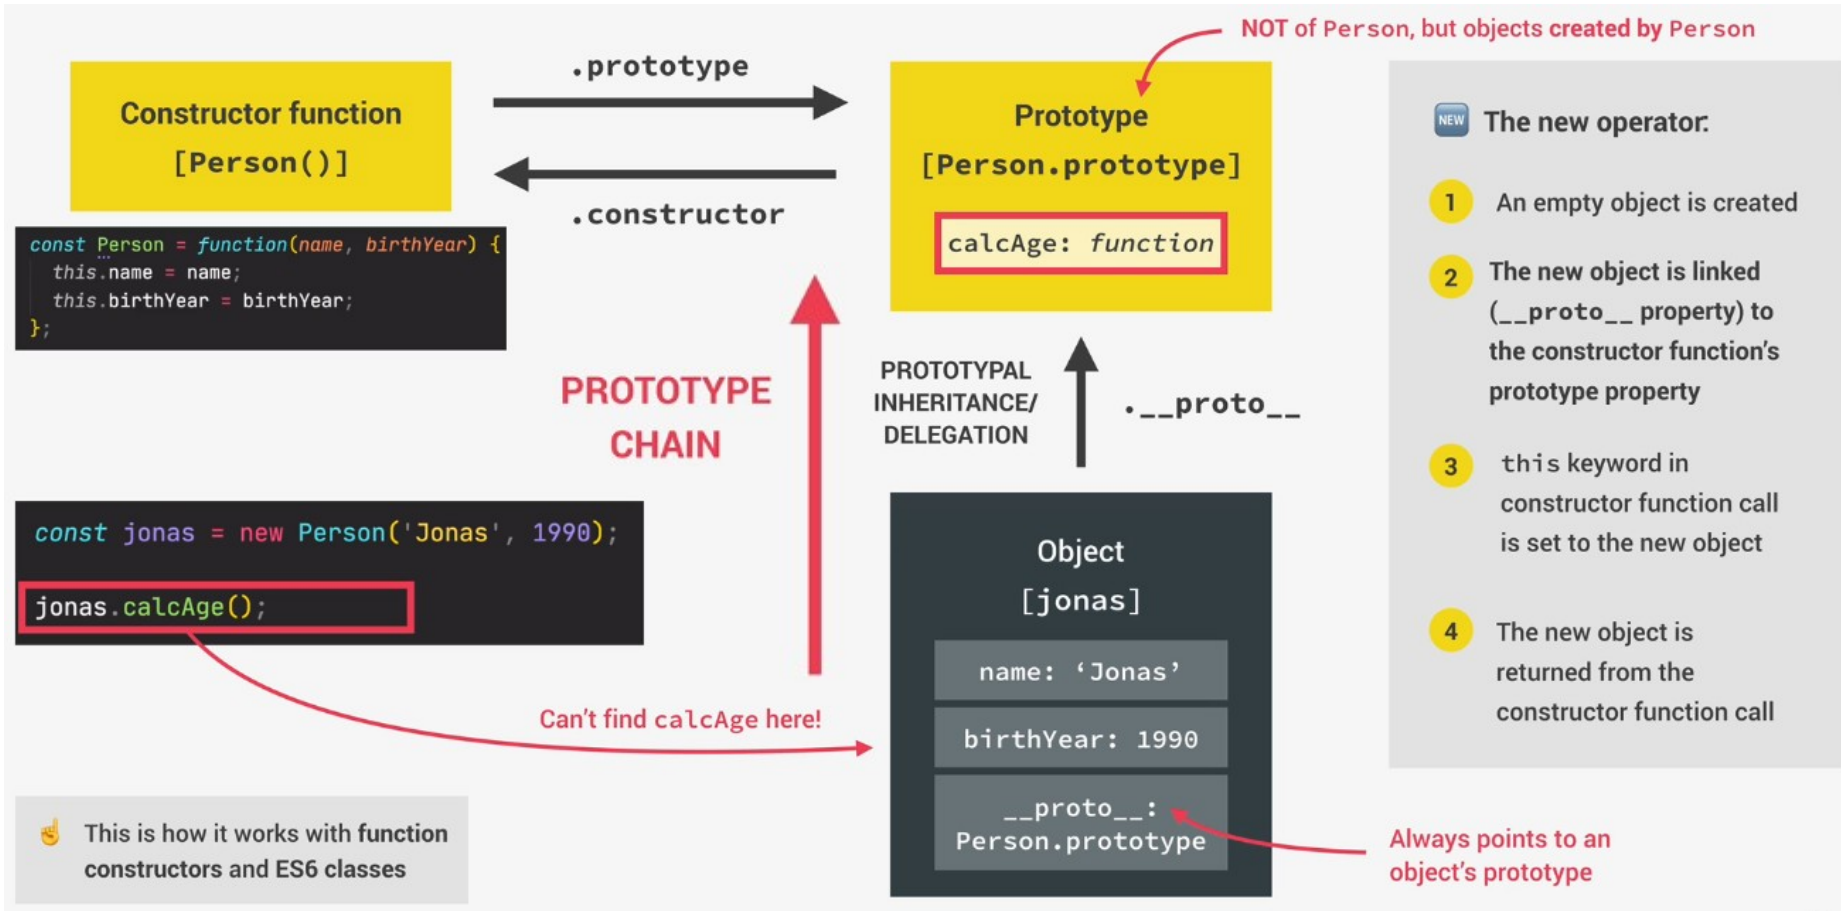 NOT of Person, but objects created by Person
Constructor function
[Person()]
.prototype
.constructor
Prototype
[Person.prototype]
calcAge: function
const Person = function(name, birthYear) {
this.name = name;
this.birthYear = birthYear;
};
PROTOTYPE
CHAIN
PROTOTYPAL
INHERITANCE/
DELEGATION
.__proto__
const jonas = new Person('Jonas', 1990);
jonas.calcAge();
Can't find calcAge here!
Object
[jonas]
name: ‘Jonas’
birthYear: 1990
__proto__:
Person.prototype
Always points to an
object's prototype
☝ This is how it works with function
constructors and ES6 classes
NEW The new operator:
1 An empty object is created
2 The new object is linked
(__proto__ property) to
the constructor function's
prototype property
3 this keyword in
constructor function call
is set to the new object
4 The new object is
returned from the
constructor function call